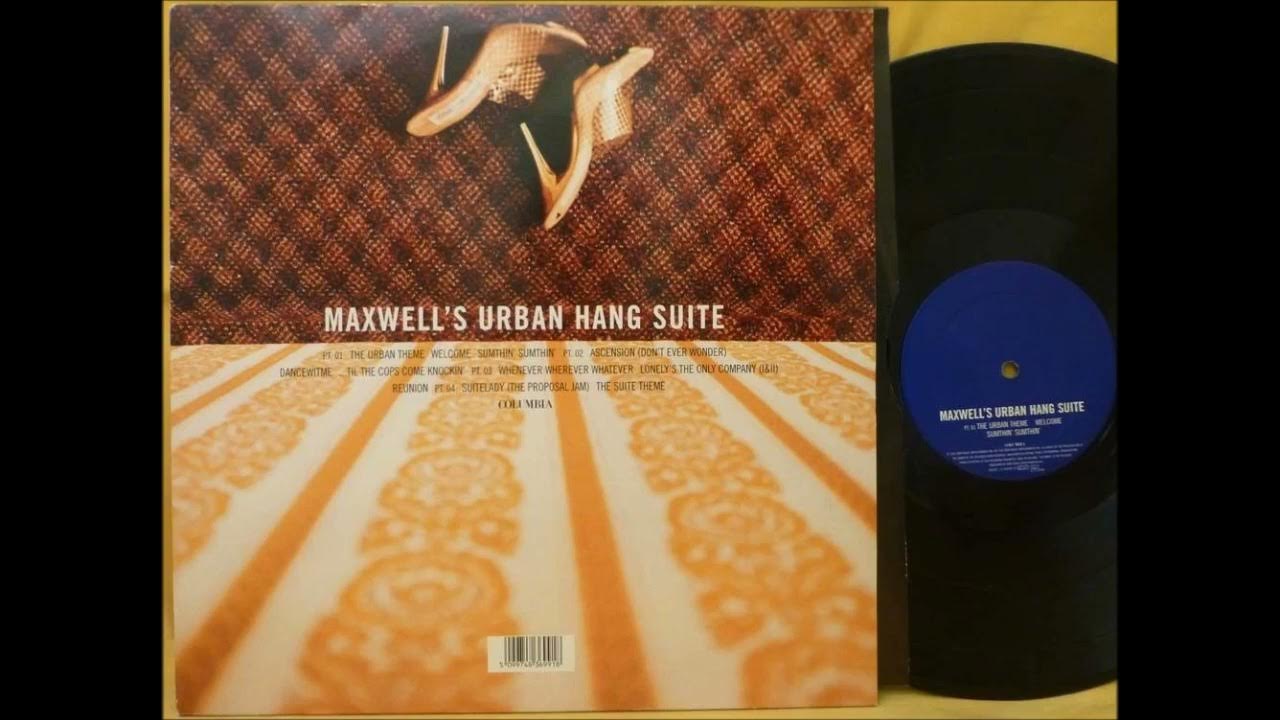 MAXWELL'S URBAN HANG SUITE
PT. 01 THE URBAN THEME WELCOME SUMTHIN' SUMTHIN' PT. 02 ASCENSION (DON'T EVER WONDER)
DANCEWITME ...TIL THE COPS COME KNOCKIN' PT. 03 WHENEVER WHEREVER WHATEVER LONELY'S THE ONLY COMPANY (I&II)
REUNION PT. 04 SUITELADY (THE PROPOSAL JAM) THE SUITE THEME
COLUMBIA
5 099748 369918
MAXWELL'S URBAN HANG SUITE
PT. 01 THE URBAN THEME WELCOME
SUMTHIN' SUMTHIN'